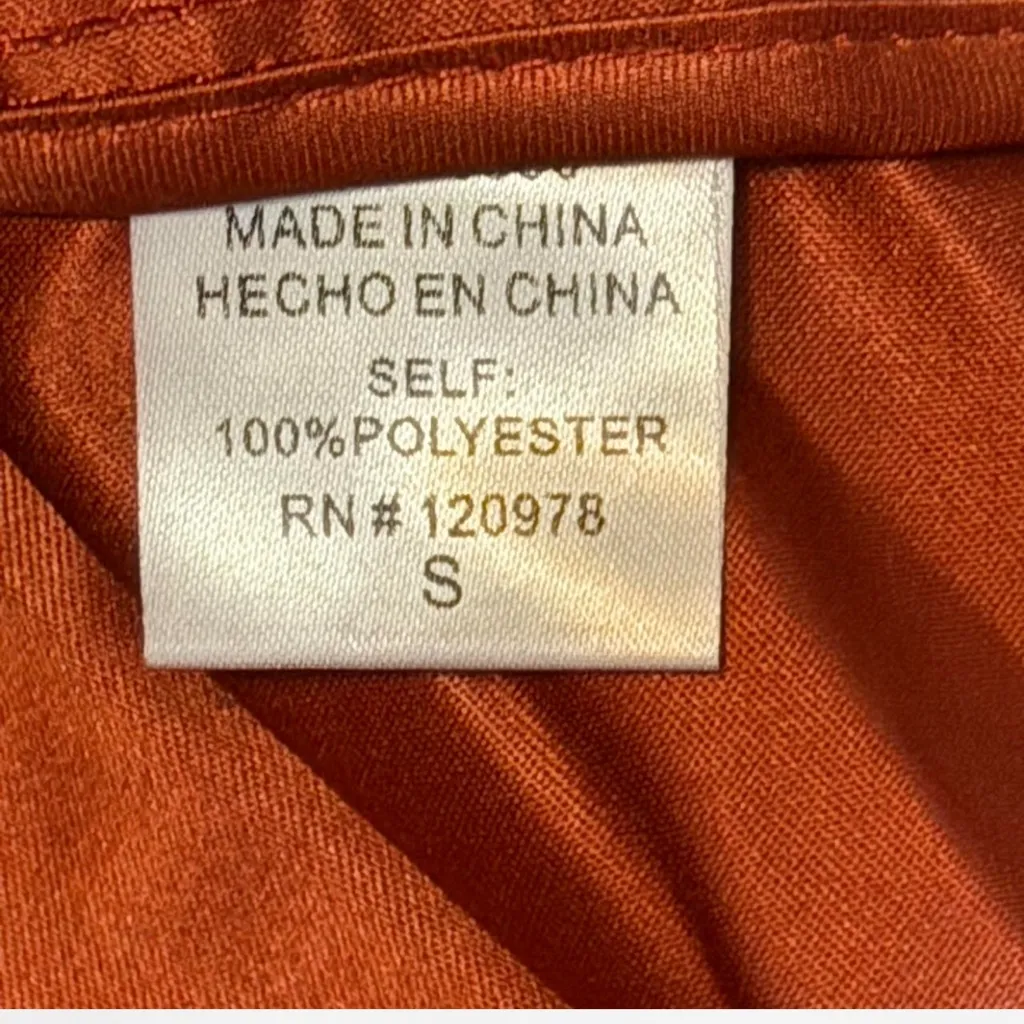 MADE IN CHINA
HECHO EN CHINA
SELF:
100%POLYESTER
RN # 120978
S